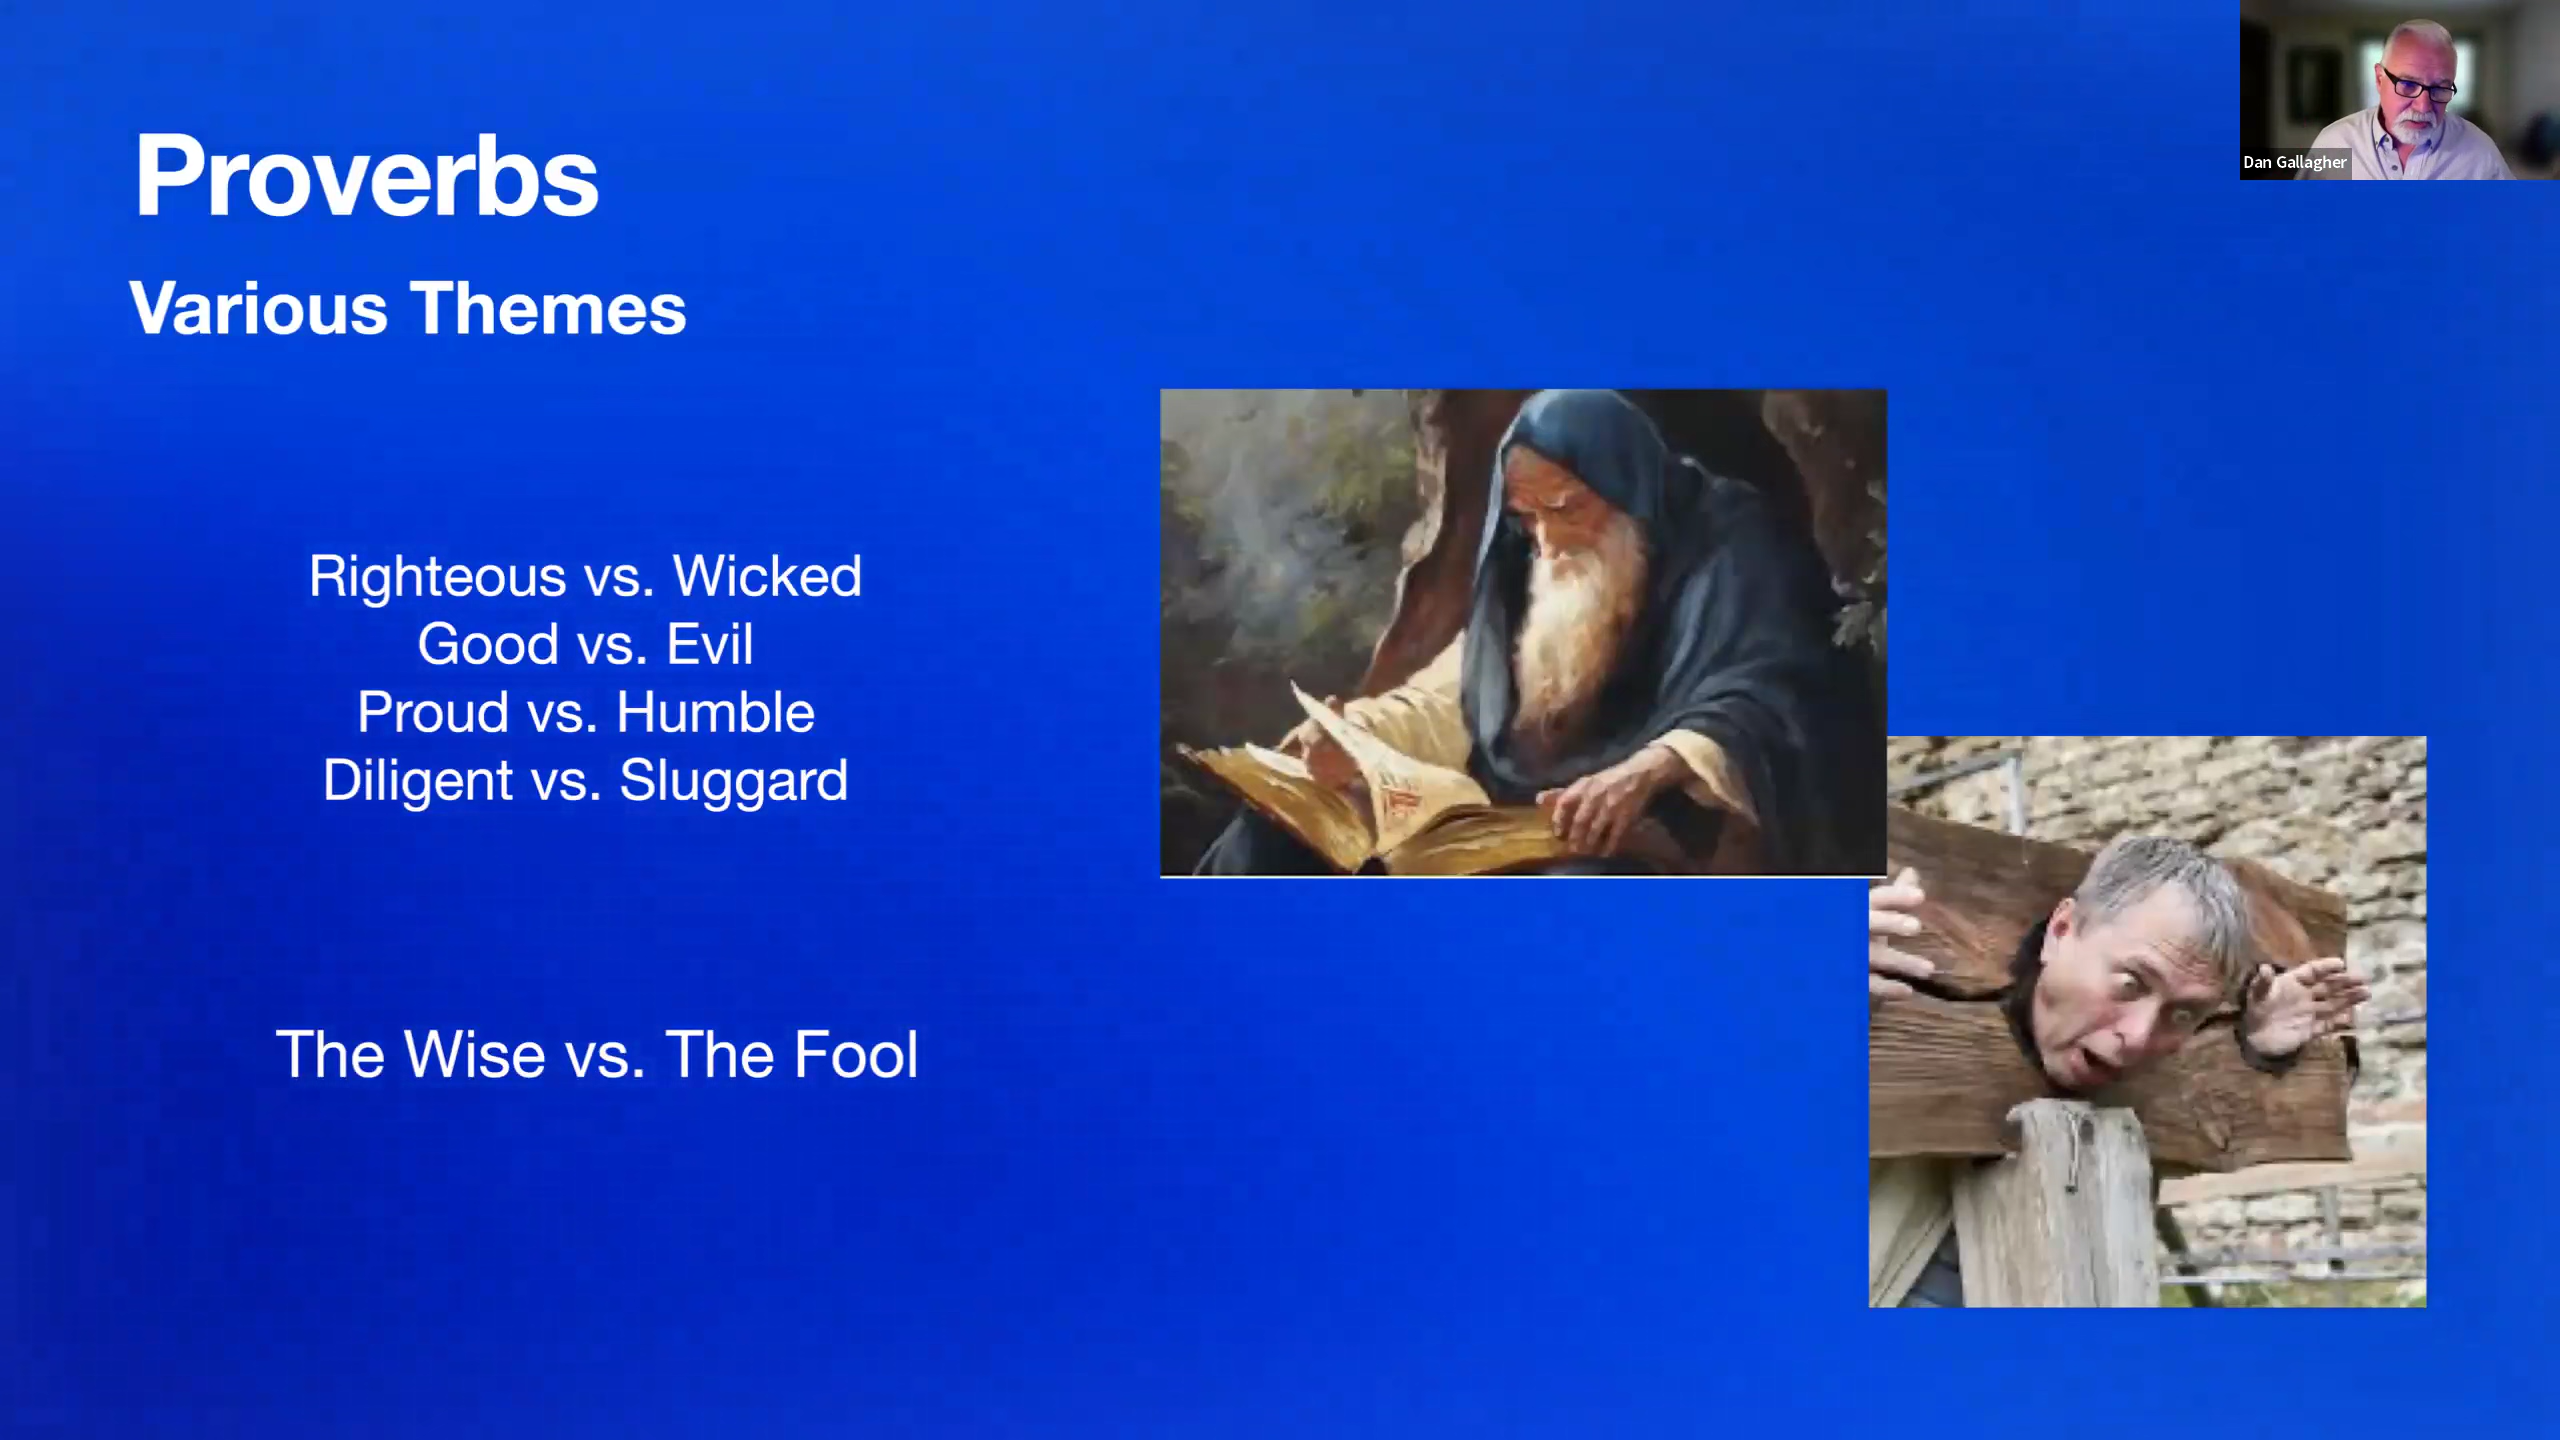 Proverbs
Various Themes
Righteous vs. Wicked
Good vs. Evil
Proud vs. Humble
Diligent vs. Sluggard
The Wise vs. The Fool
Dan Gallagher